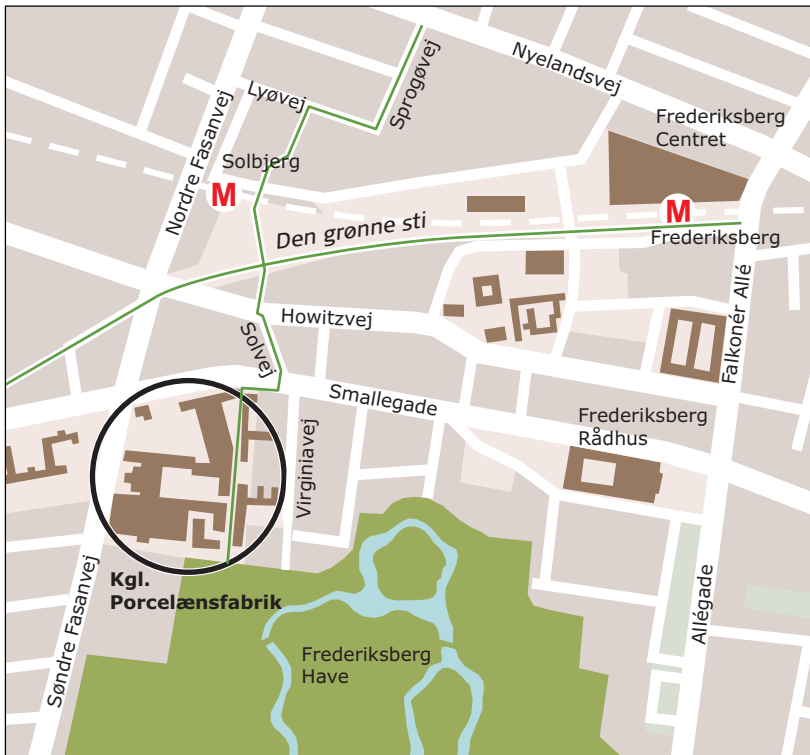 Nyelandsvej
Sprogøvej
Lyøvej
Nordre Fasanvej
Frederiksberg
Centret
Solbjerg
M
M
Den grønne sti
Frederiksberg
Falkonér Allé
Howitzvej
Solvej
Smallegade
Frederiksberg
Rådhus
Virginiavej
Kgl.
Porcelænsfabrik
Søndre Fasanvej
Allégade
Frederiksberg
Have